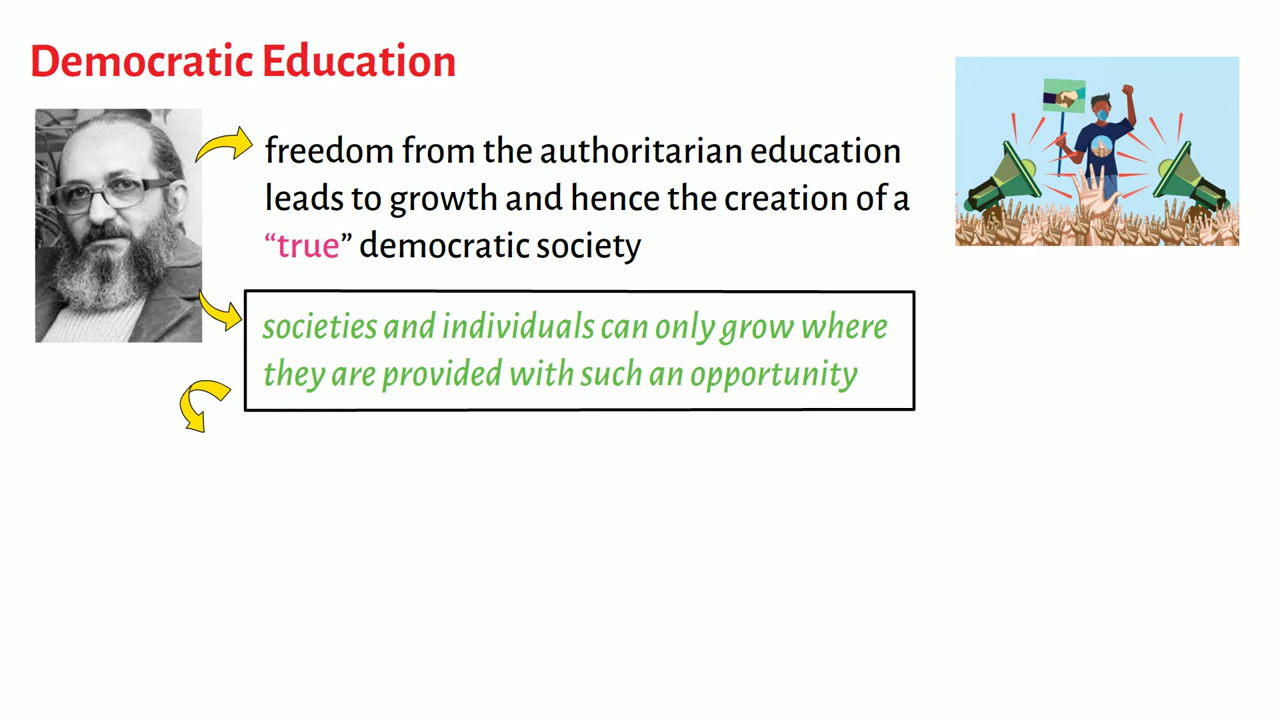 Democratic Education
freedom from the authoritarian education
leads to growth and hence the creation of a
“true” democratic society
societies and individuals can only grow where
they are provided with such an opportunity